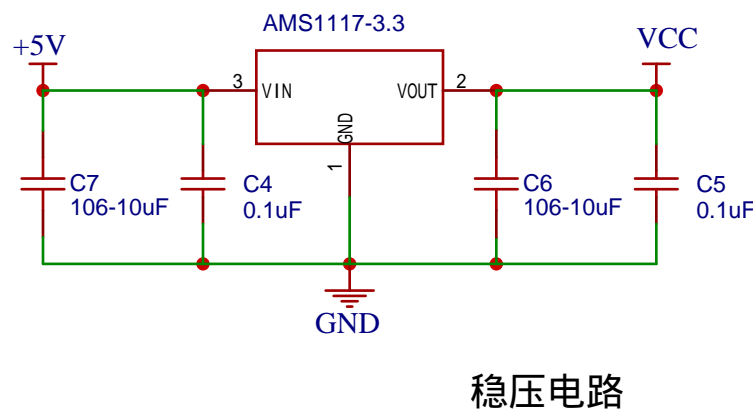 AMS1117-3.3
+5V
VCC
3
VIN
VOUT
2
GND
1
C7
106-10uF
C4
0.1uF
C6
106-10uF
C5
0.1uF
GND
稳压电路